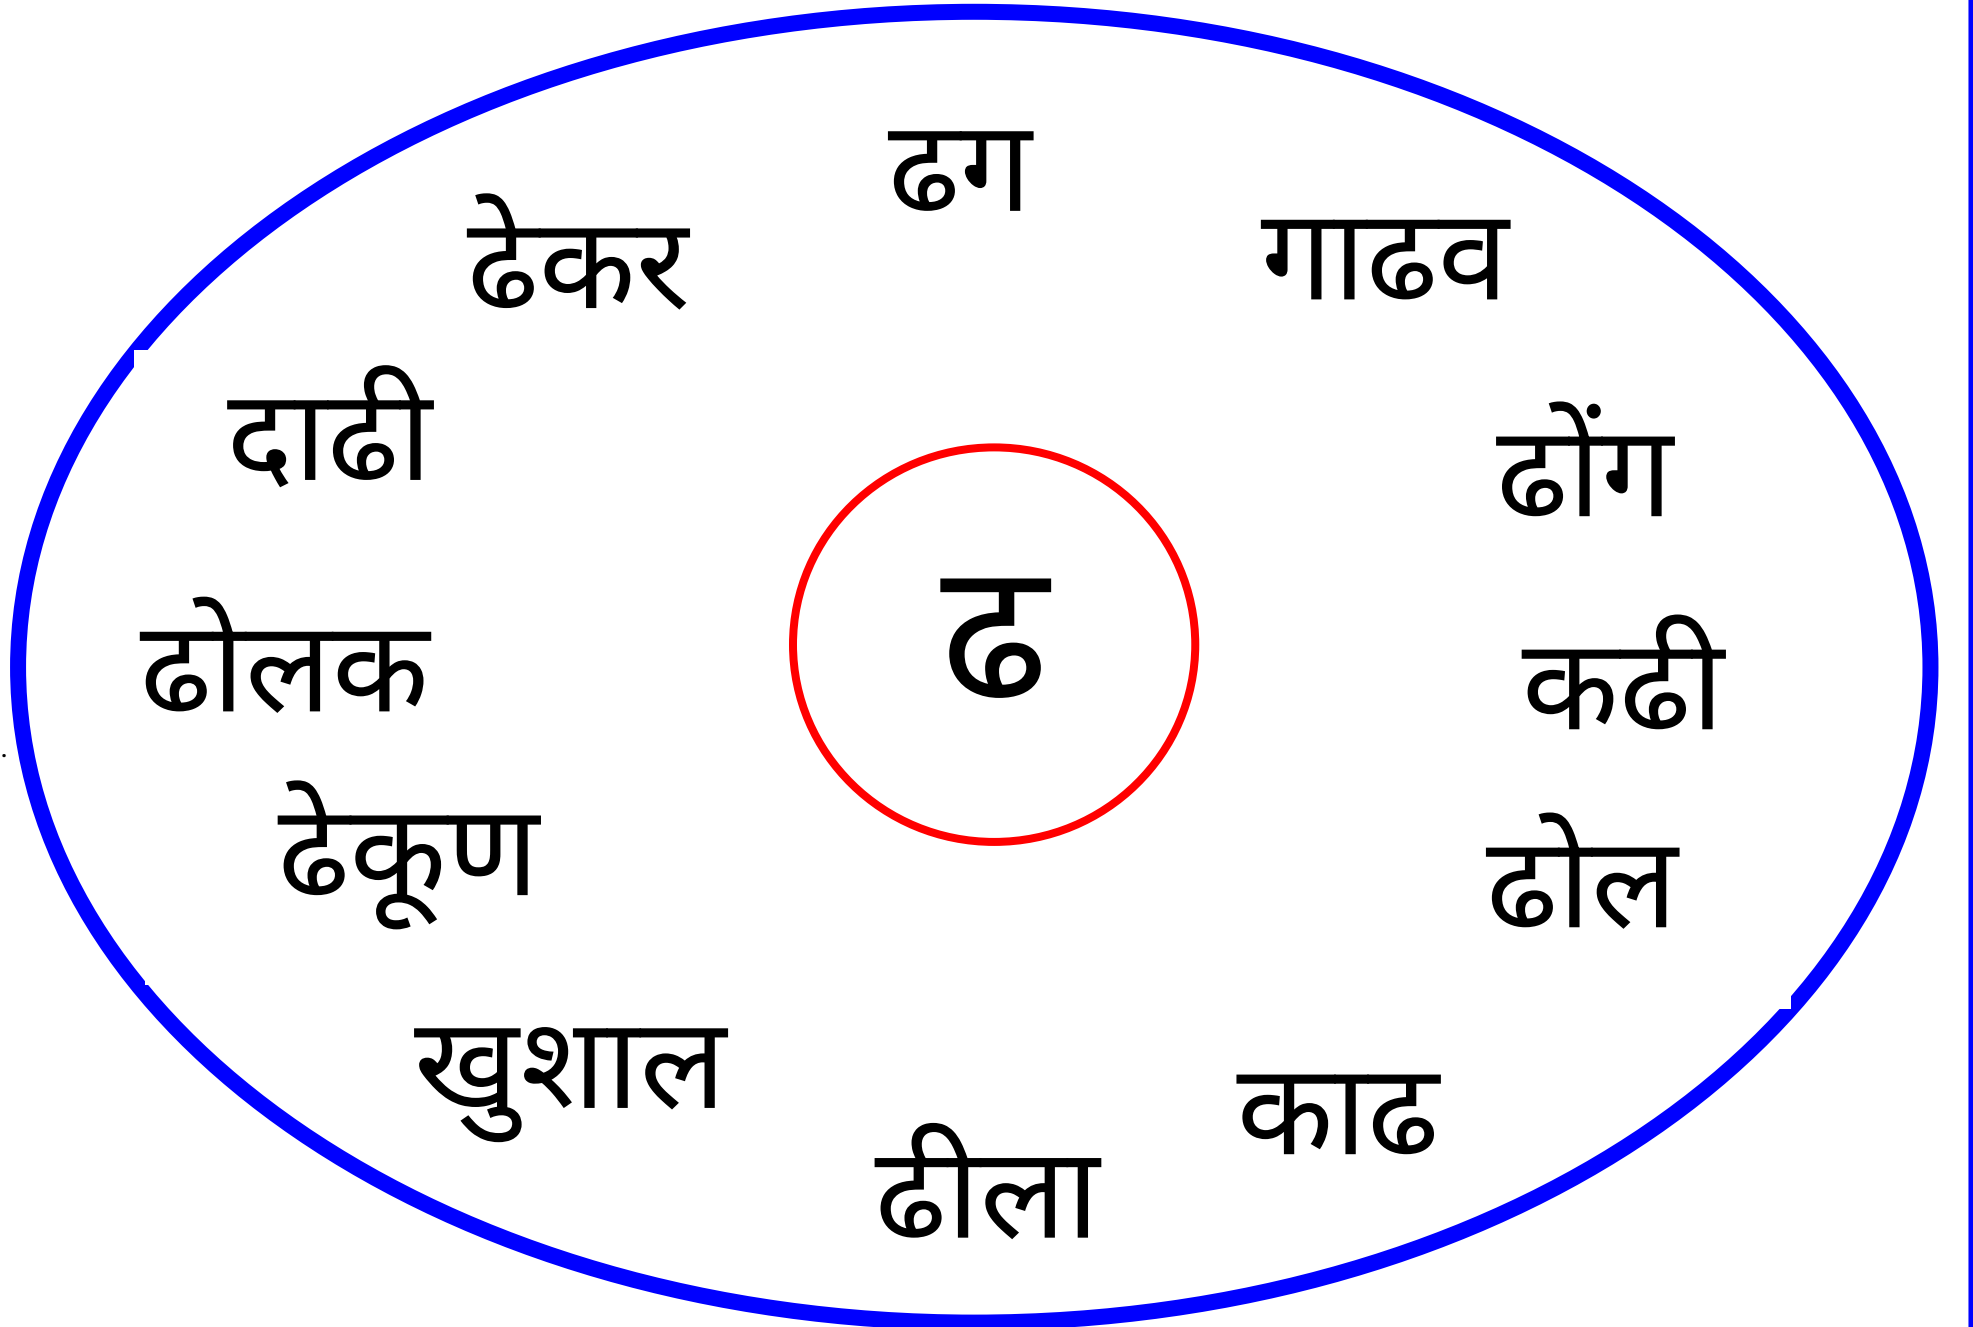 ढग
ढेकर
गाढव
दाढी
ढोंग
ढ
ढोलक
कढी
ढेकूण
ढोल
खुशाल
काढ
ढीला